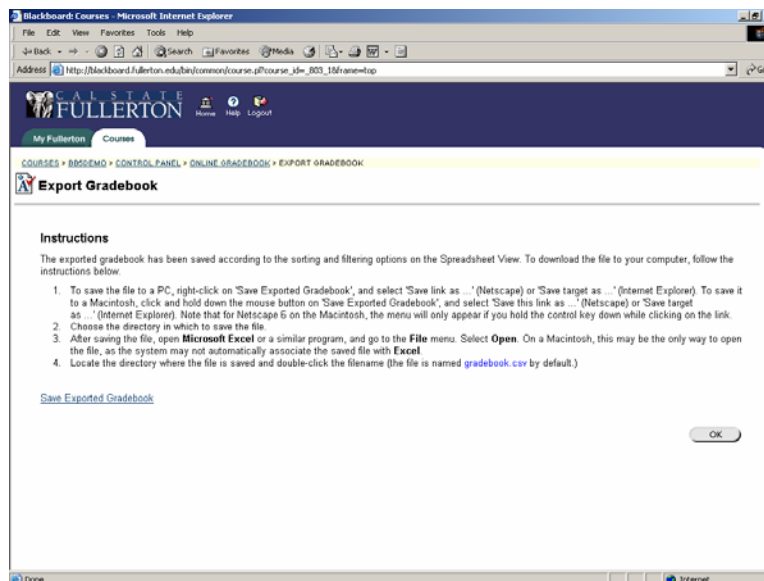 Blackboard: Courses - Microsoft Internet Explorer
File Edit View Favorites Tools Help
Back Search Favorites Media
Address http://blackboard.fullerton.edu/bin/common/course.pl?course_id=_803_1&frame=top
CAL STATE
FULLERTON
Home Help Logout
My Fullerton Courses
COURSES > BB5DEMO > CONTROL PANEL > ONLINE GRADEBOOK > EXPORT GRADEBOOK
Export Gradebook
Instructions
The exported gradebook has been saved according to the sorting and filtering options on the Spreadsheet View. To download the file to your computer, follow the
instructions below.
1. To save the file to a PC, right-click on 'Save Exported Gradebook', and select 'Save link as ...' (Netscape) or 'Save target as ...' (Internet Explorer). To save it
to a Macintosh, click and hold down the mouse button on 'Save Exported Gradebook', and select 'Save this link as ...' (Netscape) or 'Save target
as ...' (Internet Explorer). Note that for Netscape 6 on the Macintosh, the menu will only appear if you hold the control key down while clicking on the link.
2. Choose the directory in which to save the file.
3. After saving the file, open Microsoft Excel or a similar program, and go to the File menu. Select Open. On a Macintosh, this may be the only way to open
the file, as the system may not automatically associate the saved file with Excel.
4. Locate the directory where the file is saved and double-click the filename (the file is named gradebook.csv by default.)
Save Exported Gradebook
OK
Done Internet